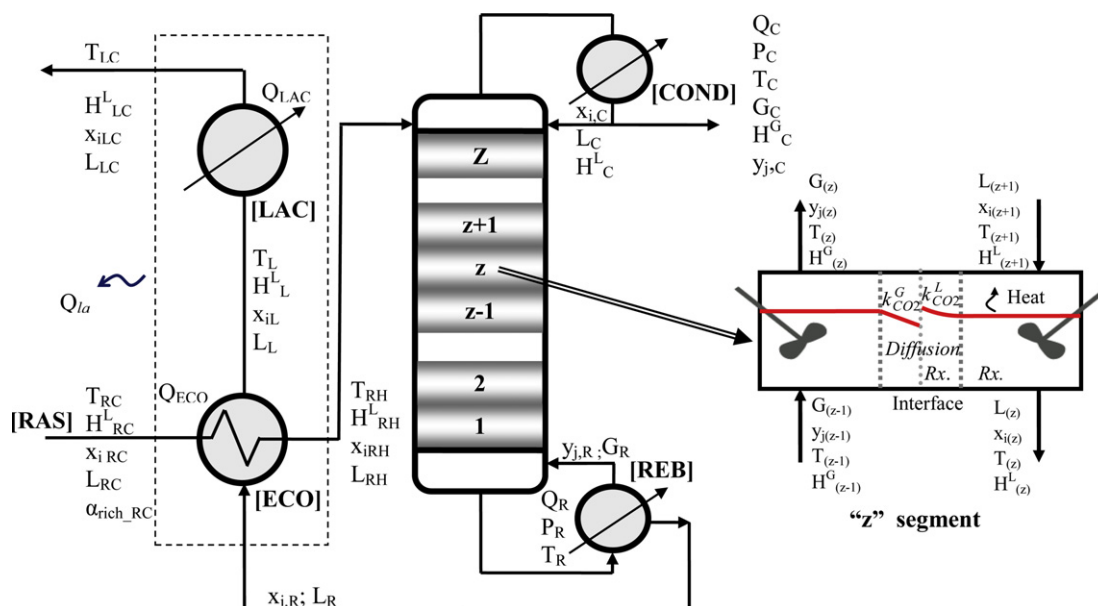 T_LC
H^L_LC
x_iLC
L_LC
Q_LAC
[LAC]
T_L
H^L_L
x_iL
L_L
Q_la
Q_ECO
[RAS]
T_RC
H^L_RC
x_i RC
L_RC
α_rich_RC
[ECO]
x_i,R; L_R
T_RH
H^L_RH
x_iRH
L_RH
Z
z+1
z
z-1
2
1
[COND]
x_i,C
L_C
H^L_C
Q_C
P_C
T_C
G_C
H^G_C
y_j,C
y_j,R ;G_R
[REB]
Q_R
P_R
T_R
G_(z)
y_j(z)
T_(z)
H^G_(z)
L_(z+1)
x_i(z+1)
T_(z+1)
H^L_(z+1)
k^G_CO2
k^L_CO2
Heat
Diffusion
Rx.
Rx.
Interface
G_(z-1)
y_j(z-1)
T_(z-1)
H^G_(z-1)
L_(z)
x_i(z)
T_(z)
H^L_(z)
“z” segment